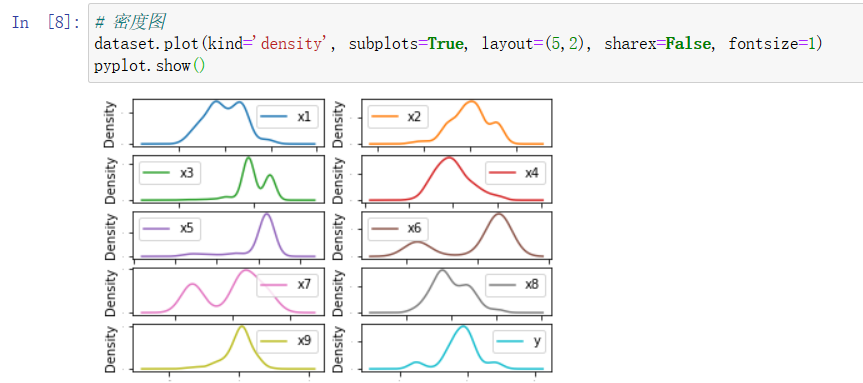 In [8]: # 密度图
dataset.plot(kind='density', subplots=True, layout=(5,2), sharex=False, fontsize=1)
pyplot.show()
Density x1 Density x2
Density x3 Density x4
Density x5 Density x6
Density x7 Density x8
Density x9 Density y